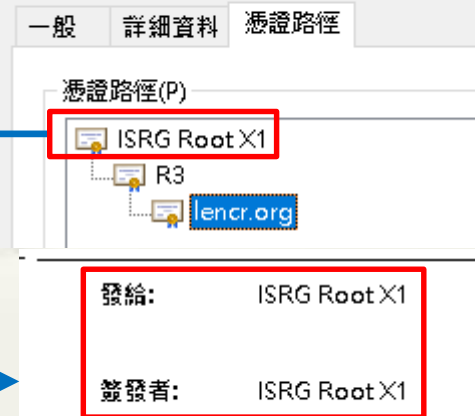 一般 詳細資料 憑證路徑
憑證路徑(P)
ISRG Root X1
R3
lencr.org
發給: ISRG Root X1
簽發者: ISRG Root X1